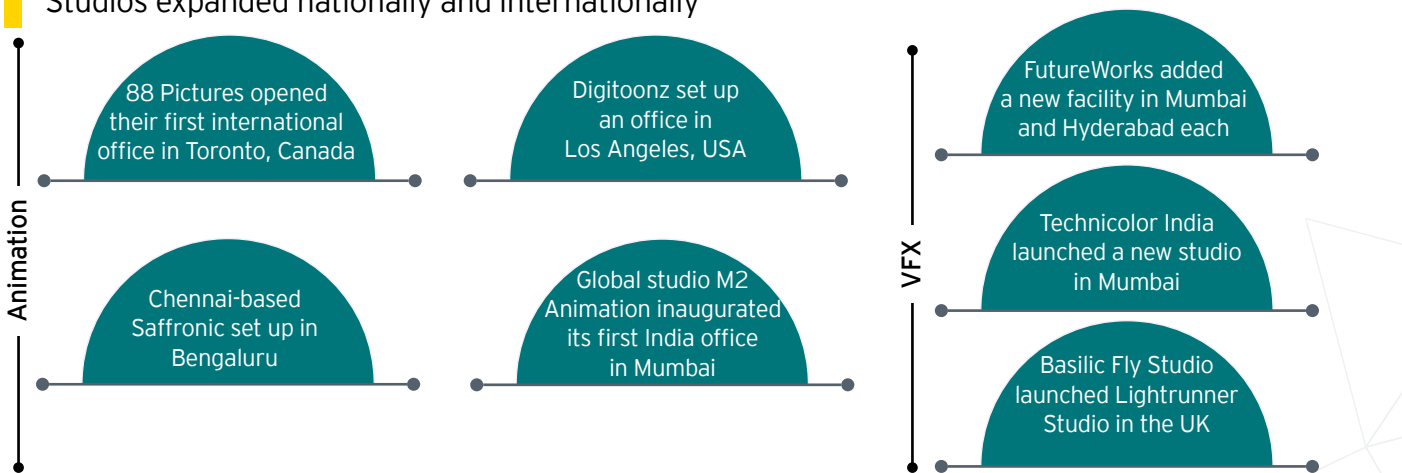 Studios expanded nationally and internationally
Animation
88 Pictures opened
their first international
office in Toronto, Canada
Digitoonz set up
an office in
Los Angeles, USA
Chennai-based
Saffronic set up in
Bengaluru
Global studio M2
Animation inaugurated
its first India office
in Mumbai
VFX
FutureWorks added
a new facility in Mumbai
and Hyderabad each
Technicolor India
launched a new studio
in Mumbai
Basilic Fly Studio
launched Lightrunner
Studio in the UK